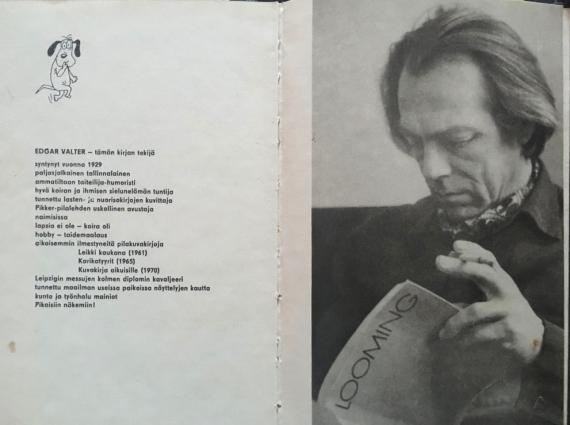 EDGAR VALTER – tämän kirjan tekijä
syntynyt vuonna 1929
paljasjalkainen tallinnalainen
ammatiltaan taiteilija-humoristi
hyvä koiran ja ihmisen sielunelämän tuntija
tunnettu lasten- ja nuorisokirjojen kuvittaja
Pikker-pilalehden uskollinen avustaja
naimisissa
lapsia ei ole – koira oli
hobby – taidemaalaus
aikaisemmin ilmestyneitä pilakuvakirjoja
Leikki kaukana (1961)
Karikatyyrit (1965)
Kuvakirja aikuisille (1970)
Leipzigin messujen kolmen diplomin kavaljeeri
tunnettu maailman useissa paikoissa näyttelyjen kautta
kunto ja työnhalu mainiot
Pikaisiin näkemiin!
LOOMING